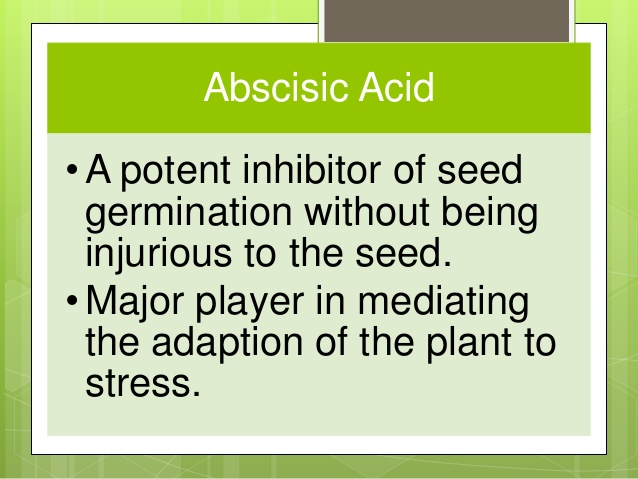 Abscisic Acid
• A potent inhibitor of seed
germination without being
injurious to the seed.
• Major player in mediating
the adaption of the plant to
stress.